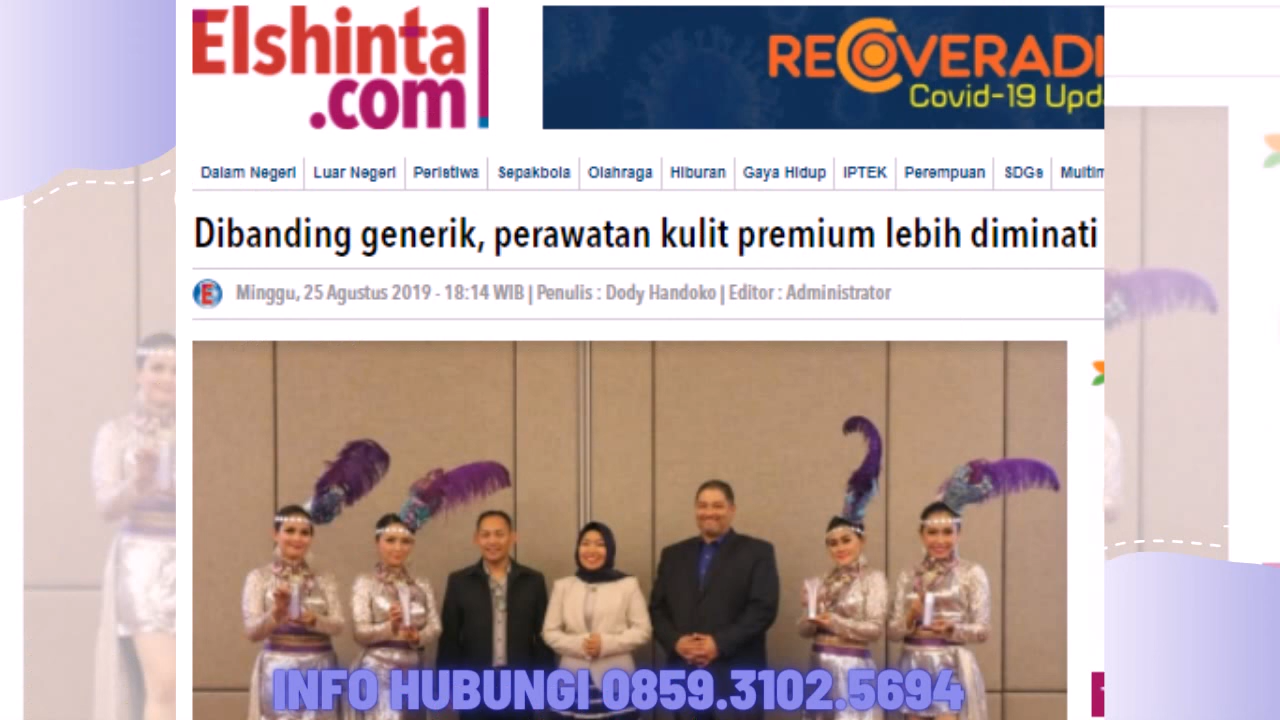 Elshinta
.com
RECOVERADI
Covid-19 Upd
Dalam Negeri Luar Negeri Peristiwa Sepakbola Olahraga Hiburan Gaya Hidup IPTEK Perempuan SDGs Multim
Dibanding generik, perawatan kulit premium lebih diminati
E Minggu, 25 Agustus 2019 - 18:14 WIB | Penulis : Dody Handoko | Editor : Administrator
INFO HUBUNGI 0859.3102.5694